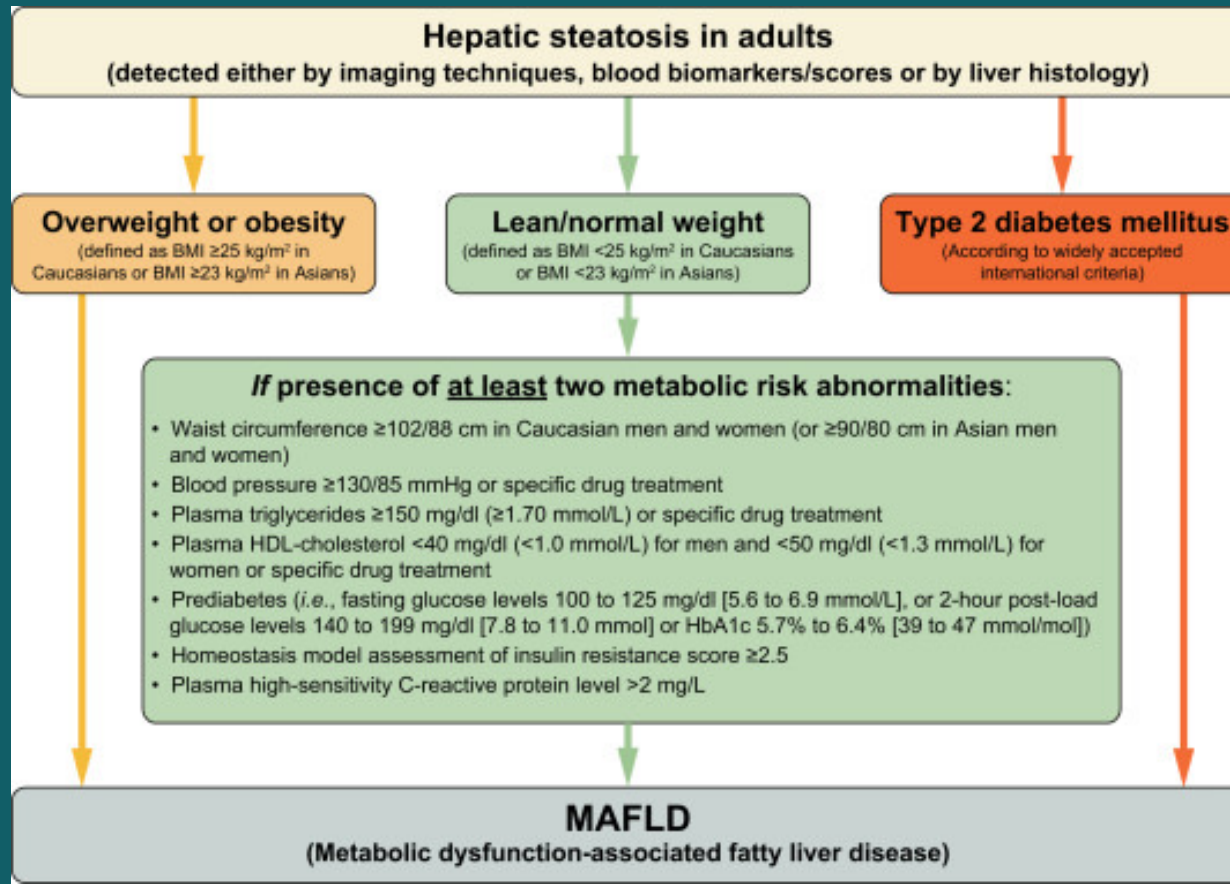 Hepatic steatosis in adults
(detected either by imaging techniques, blood biomarkers/scores or by liver histology)
Overweight or obesity
(defined as BMI ≥25 kg/m² in
Caucasians or BMI ≥23 kg/m² in Asians)
Lean/normal weight
(defined as BMI <25 kg/m² in Caucasians
or BMI <23 kg/m² in Asians)
Type 2 diabetes mellitus
(According to widely accepted
international criteria)
If presence of at least two metabolic risk abnormalities:
• Waist circumference ≥102/88 cm in Caucasian men and women (or ≥90/80 cm in Asian men
and women)
• Blood pressure ≥130/85 mmHg or specific drug treatment
• Plasma triglycerides ≥150 mg/dl (≥1.70 mmol/L) or specific drug treatment
• Plasma HDL-cholesterol <40 mg/dl (<1.0 mmol/L) for men and <50 mg/dl (<1.3 mmol/L) for
women or specific drug treatment
• Prediabetes (i.e., fasting glucose levels 100 to 125 mg/dl [5.6 to 6.9 mmol/L], or 2-hour post-load
glucose levels 140 to 199 mg/dl [7.8 to 11.0 mmol] or HbA1c 5.7% to 6.4% [39 to 47 mmol/mol])
• Homeostasis model assessment of insulin resistance score ≥2.5
• Plasma high-sensitivity C-reactive protein level >2 mg/L
MAFLD
(Metabolic dysfunction-associated fatty liver disease)